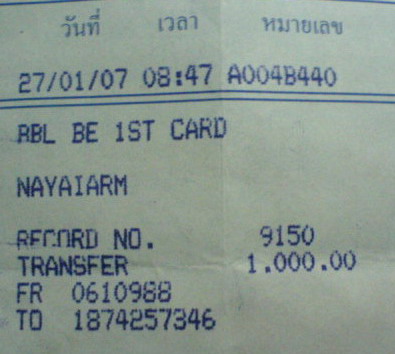 วันที่ เวลา หมายเลข
27/01/07 08:47 A004B440
BBL BE 1ST CARD
NAYAIARM
RECORD NO. 9150
TRANSFER 1.000.00
FR 0610988
TO 1874257346